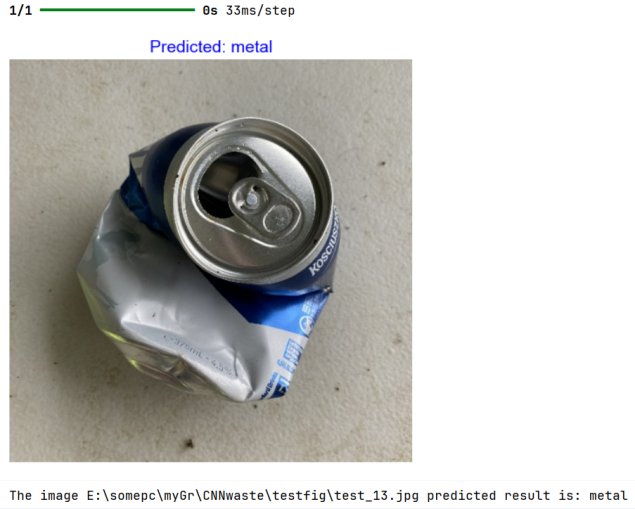 1/1 0s 33ms/step
Predicted: metal
The image E:\somepc\myGr\CNNwaste\testfig\test_13.jpg predicted result is: metal